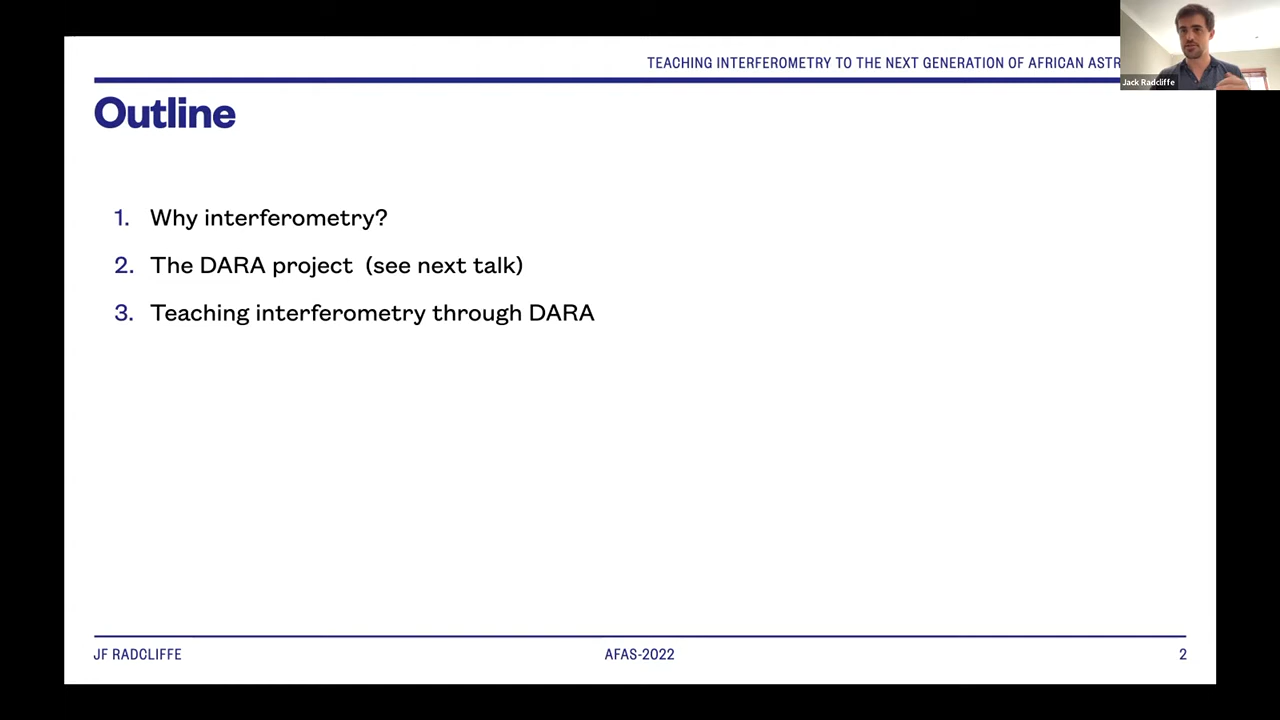 TEACHING INTERFEROMETRY TO THE NEXT GENERATION OF AFRICAN
Jack Radcliffe
Outline
1. Why interferometry?
2. The DARA project (see next talk)
3. Teaching interferometry through DARA
JF RADCLIFFE
AFAS-2022
2